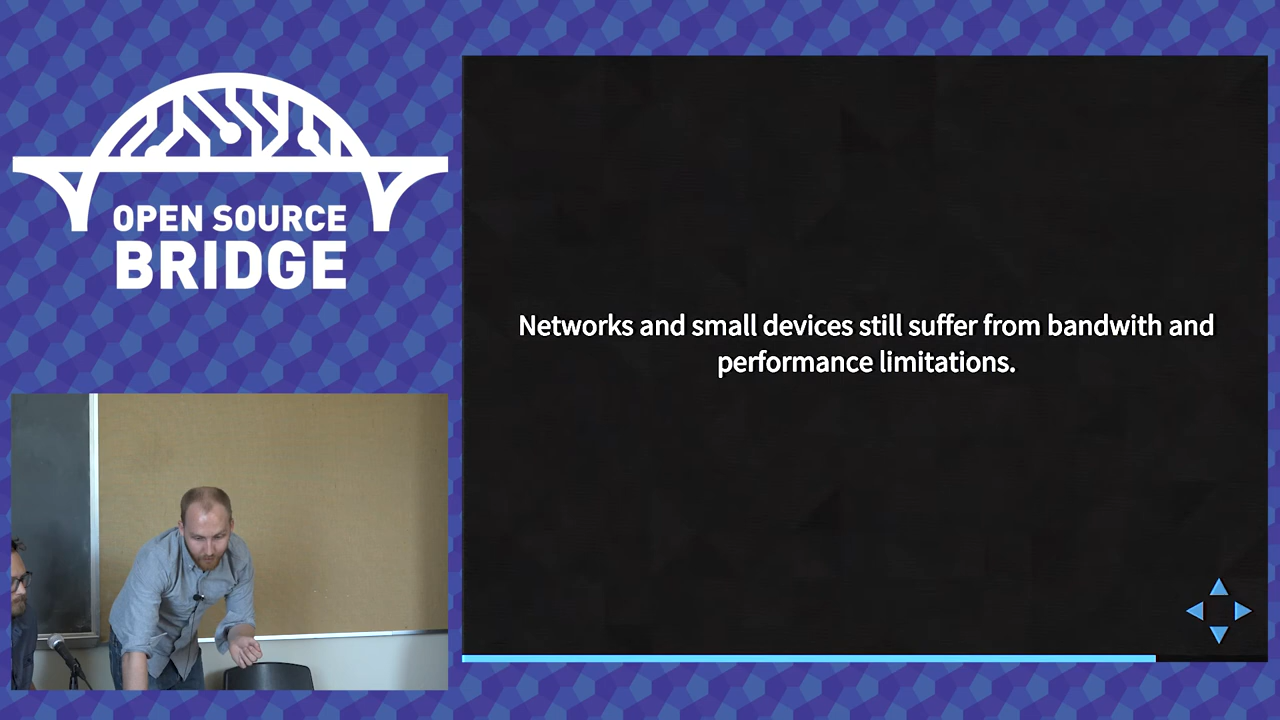 OPEN SOURCE
BRIDGE
Networks and small devices still suffer from bandwith and
performance limitations.